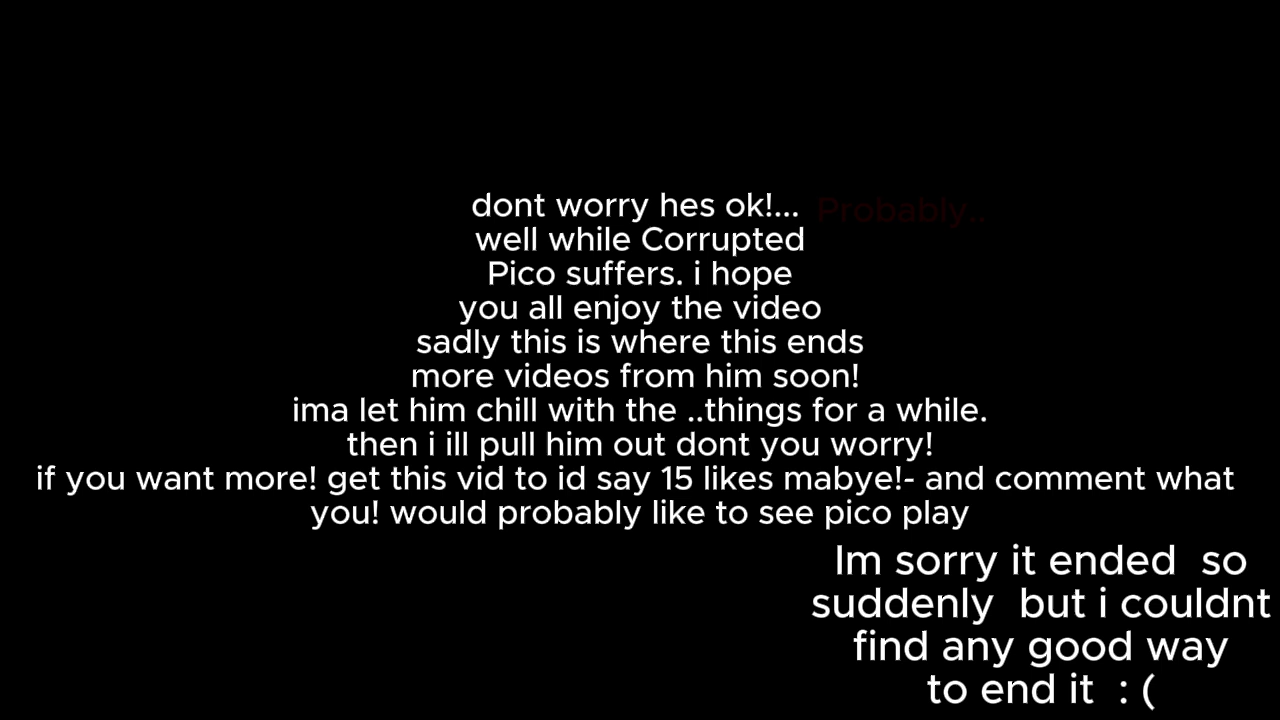 dont worry hes ok!... Probably..
well while Corrupted
Pico suffers. i hope
you all enjoy the video
sadly this is where this ends
more videos from him soon!
ima let him chill with the ..things for a while.
then i ill pull him out dont you worry!
if you want more! get this vid to id say 15 likes mabye!- and comment what
you! would probably like to see pico play
Im sorry it ended  so
suddenly  but i couldnt
find any good way
to end it  : (